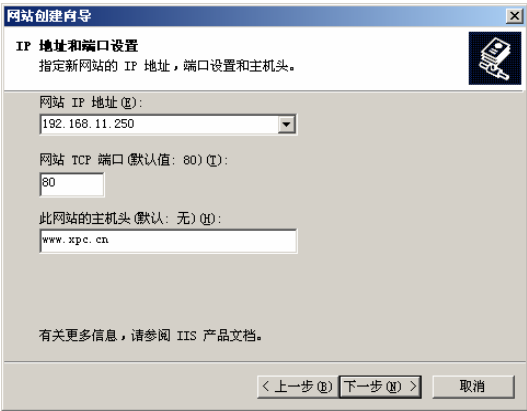 网站创建向导
IP 地址和端口设置
指定新网站的 IP 地址，端口设置和主机头。
网站 IP 地址(E):
192.168.11.250
网站 TCP 端口(默认值: 80)(T):
80
此网站的主机头(默认: 无)(H):
www.xpc.cn
有关更多信息，请参阅 IIS 产品文档。
< 上一步(B) 下一步(N) > 取消